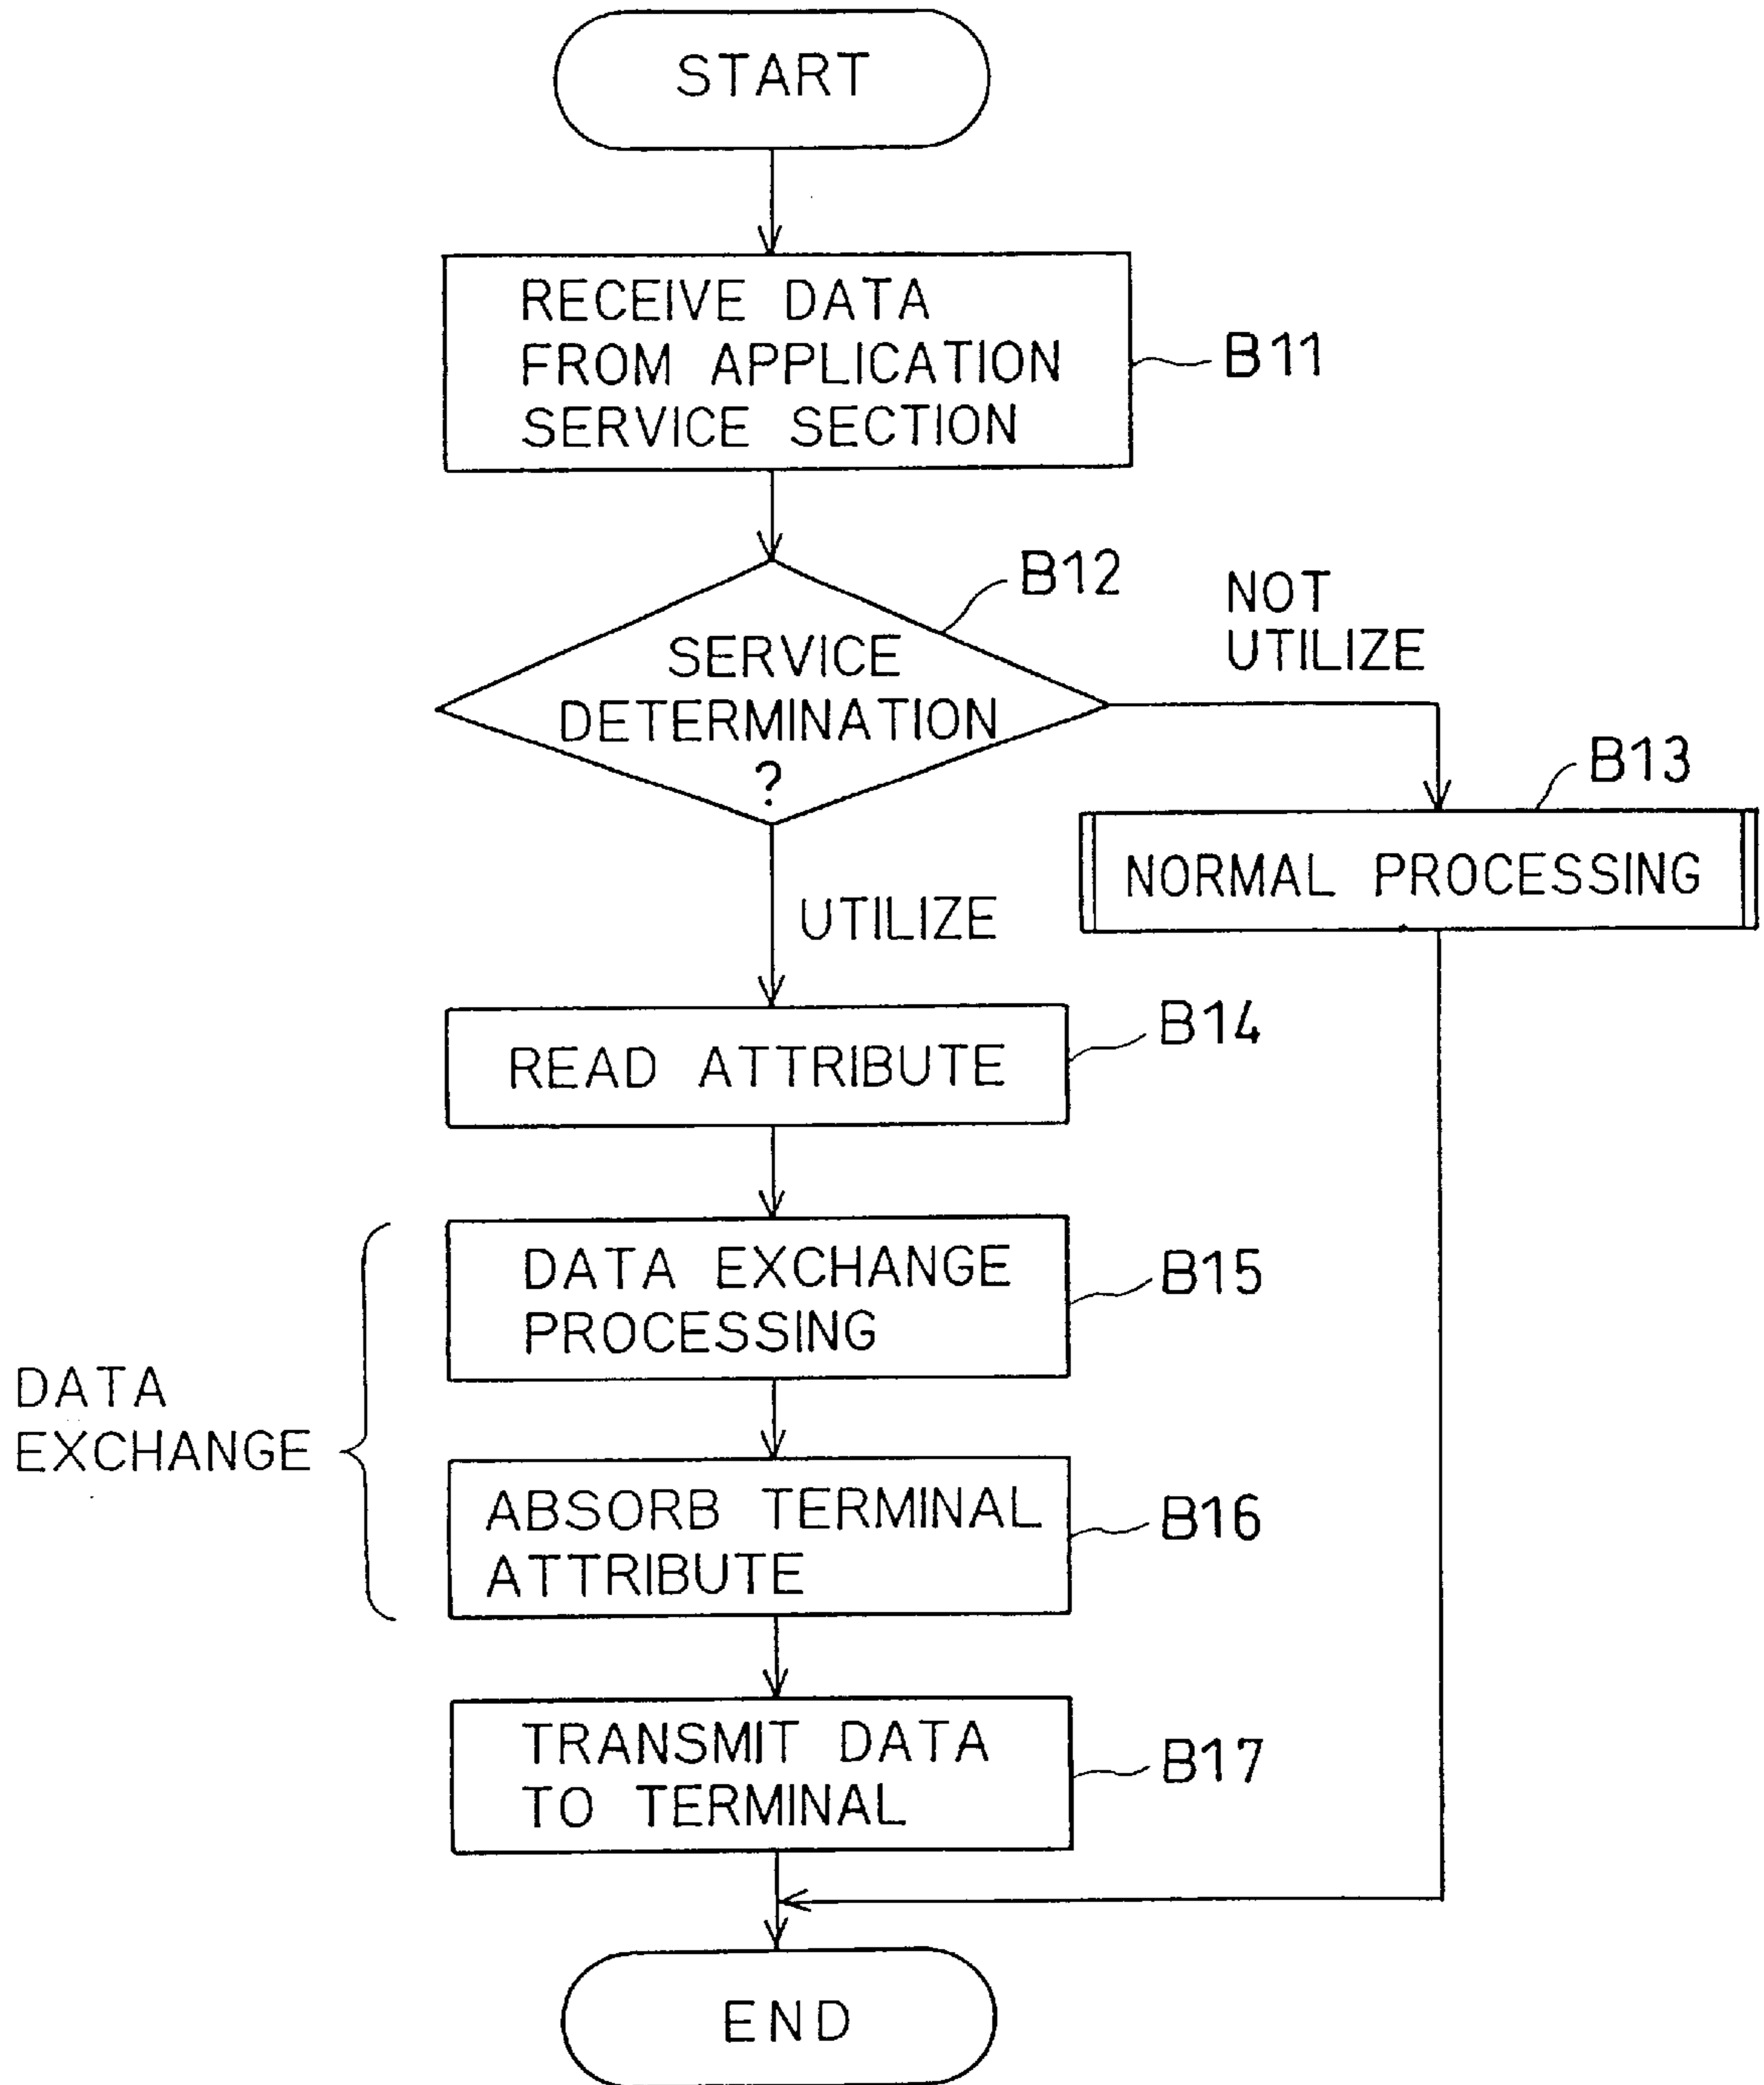 START
RECEIVE DATA
FROM APPLICATION
SERVICE SECTION
B11
B12
SERVICE
DETERMINATION
?
NOT
UTILIZE
B13
NORMAL PROCESSING
UTILIZE
READ ATTRIBUTE
B14
DATA EXCHANGE
PROCESSING
B15
DATA
EXCHANGE
ABSORB TERMINAL
ATTRIBUTE
B16
TRANSMIT DATA
TO TERMINAL
B17
END